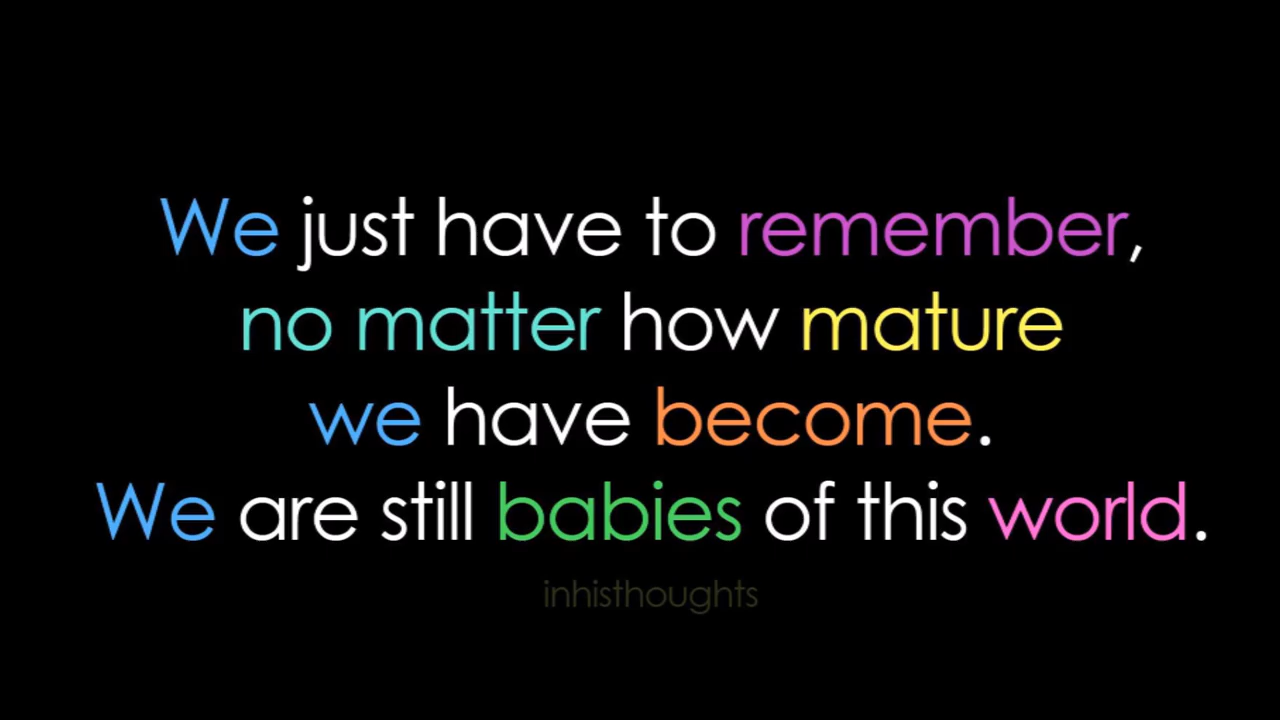 We just have to remember,
no matter how mature
we have become.
We are still babies of this world.
inhisthoughts